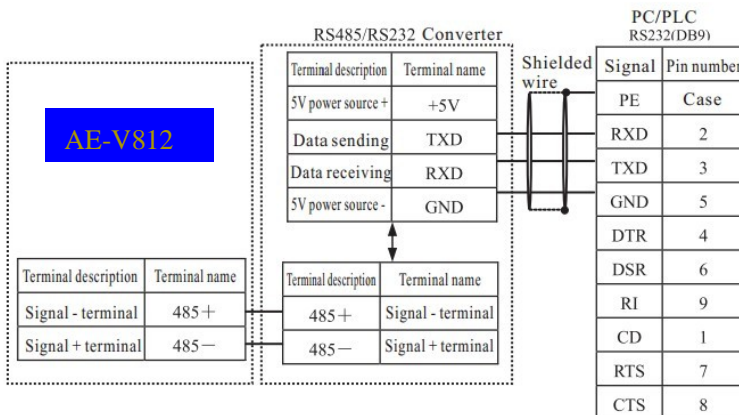 PC/PLC
RS232(DB9)
RS485/RS232 Converter
Shielded wire
AE-V812
Terminal description Terminal name
5V power source + +5V
Data sending TXD
Data receiving RXD
5V power source - GND
Terminal description Terminal name
Signal - terminal 485+
Signal + terminal 485-
Terminal description Terminal name
485+ Signal - terminal
485- Signal + terminal
Signal Pin number
PE Case
RXD 2
TXD 3
GND 5
DTR 4
DSR 6
RI 9
CD 1
RTS 7
CTS 8